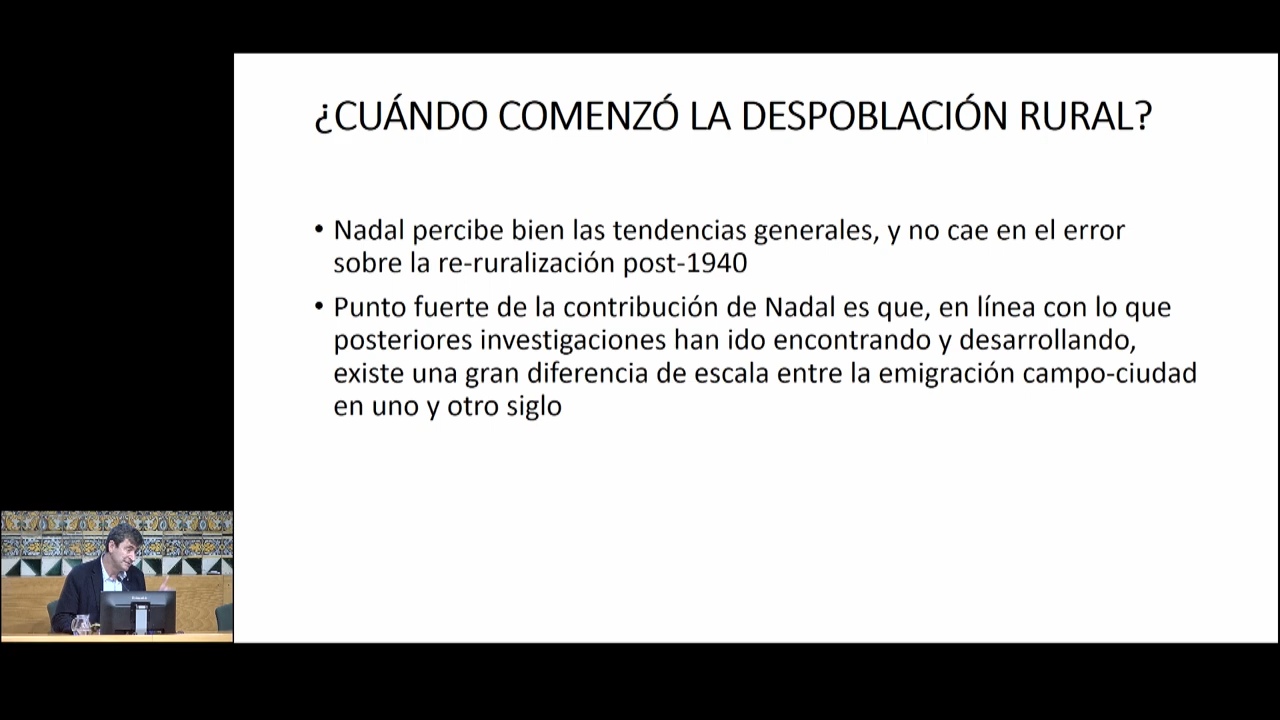 ¿CUÁNDO COMENZÓ LA DESPOBLACIÓN RURAL?
• Nadal percibe bien las tendencias generales, y no cae en el error
sobre la re-ruralización post-1940
• Punto fuerte de la contribución de Nadal es que, en línea con lo que
posteriores investigaciones han ido encontrando y desarrollando,
existe una gran diferencia de escala entre la emigración campo-ciudad
en uno y otro siglo